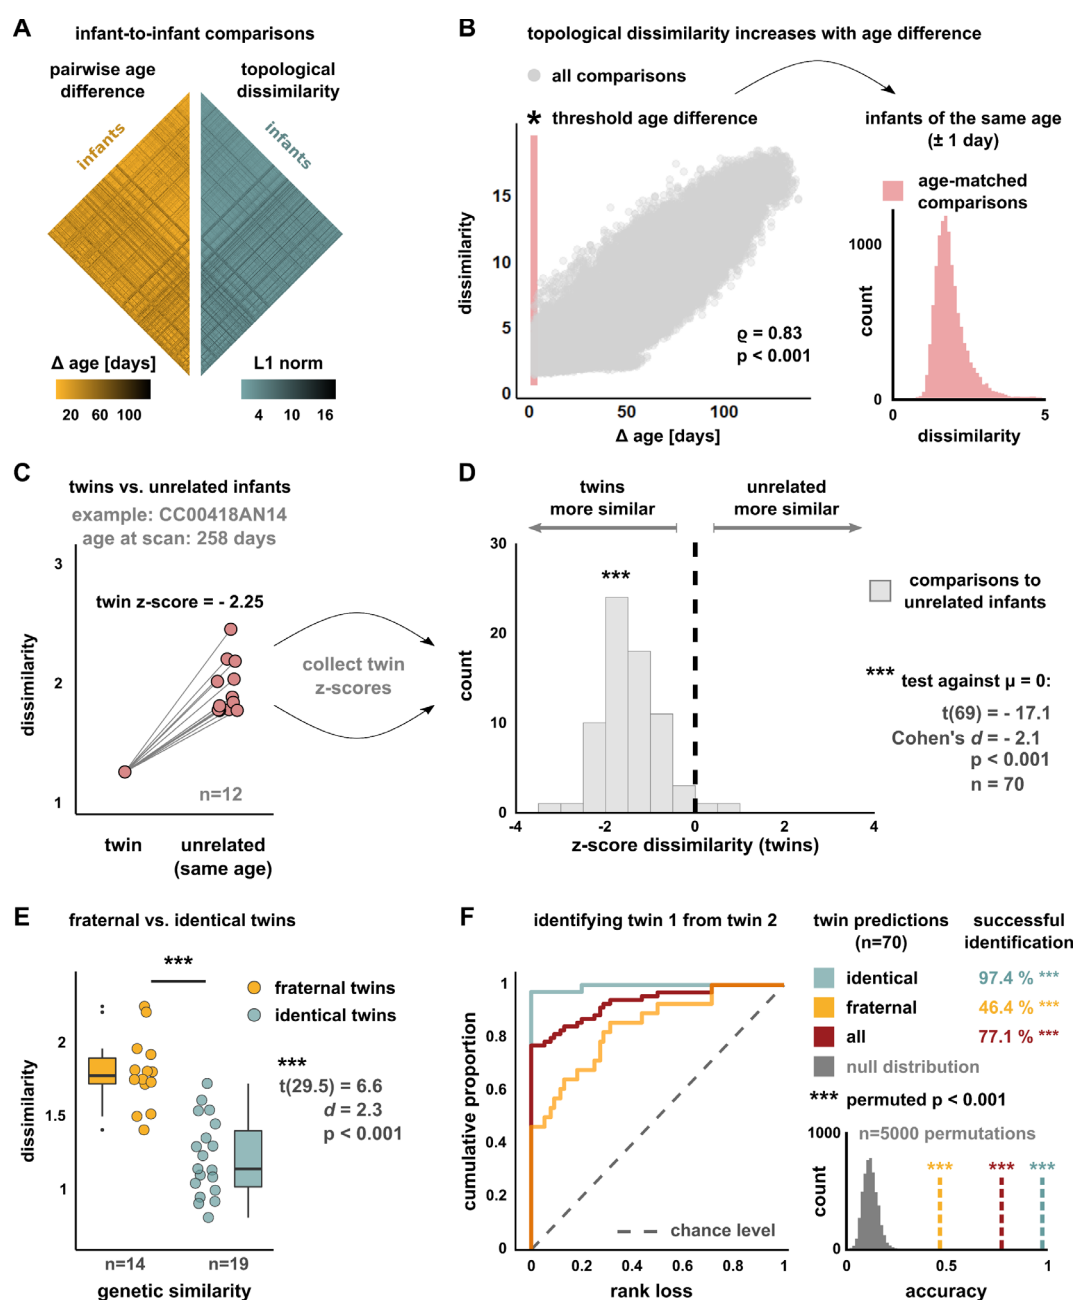 A
infant-to-infant comparisons
pairwise age
difference
topological
dissimilarity
infants
infants
Δ age [days]
L1 norm
20 60 100
4 10 16
B
topological dissimilarity increases with age difference
all comparisons
* threshold age difference
infants of the same age
(± 1 day)
age-matched
comparisons
dissimilarity
15
10
5
0
0 50 100
Δ age [days]
ϱ = 0.83
p < 0.001
count
1000
0
0 5
dissimilarity
C
twins vs. unrelated infants
example: CC00418AN14
age at scan: 258 days
3
2
1
dissimilarity
twin z-score = - 2.25
n=12
twin
unrelated
(same age)
collect twin
z-scores
D
twins
more similar
unrelated
more similar
30
20
10
0
count
***
-4 -2 0 2 4
z-score dissimilarity (twins)
comparisons to
unrelated infants
*** test against μ = 0:
t(69) = - 17.1
Cohen's d = - 2.1
p < 0.001
n = 70
E
fraternal vs. identical twins
***
fraternal twins
identical twins
***
t(29.5) = 6.6
d = 2.3
p < 0.001
dissimilarity
2
1.5
1
n=14
n=19
genetic similarity
F
identifying twin 1 from twin 2
cumulative proportion
1
0.8
0.6
0.4
0.2
0
0 0.2 0.4 0.6 0.8 1
rank loss
chance level
twin predictions
(n=70)
successful
identification
identical 97.4 % ***
fraternal 46.4 % ***
all 77.1 % ***
null distribution
*** permuted p < 0.001
n=5000 permutations
1000
0
count
*** *** ***
0 1
accuracy